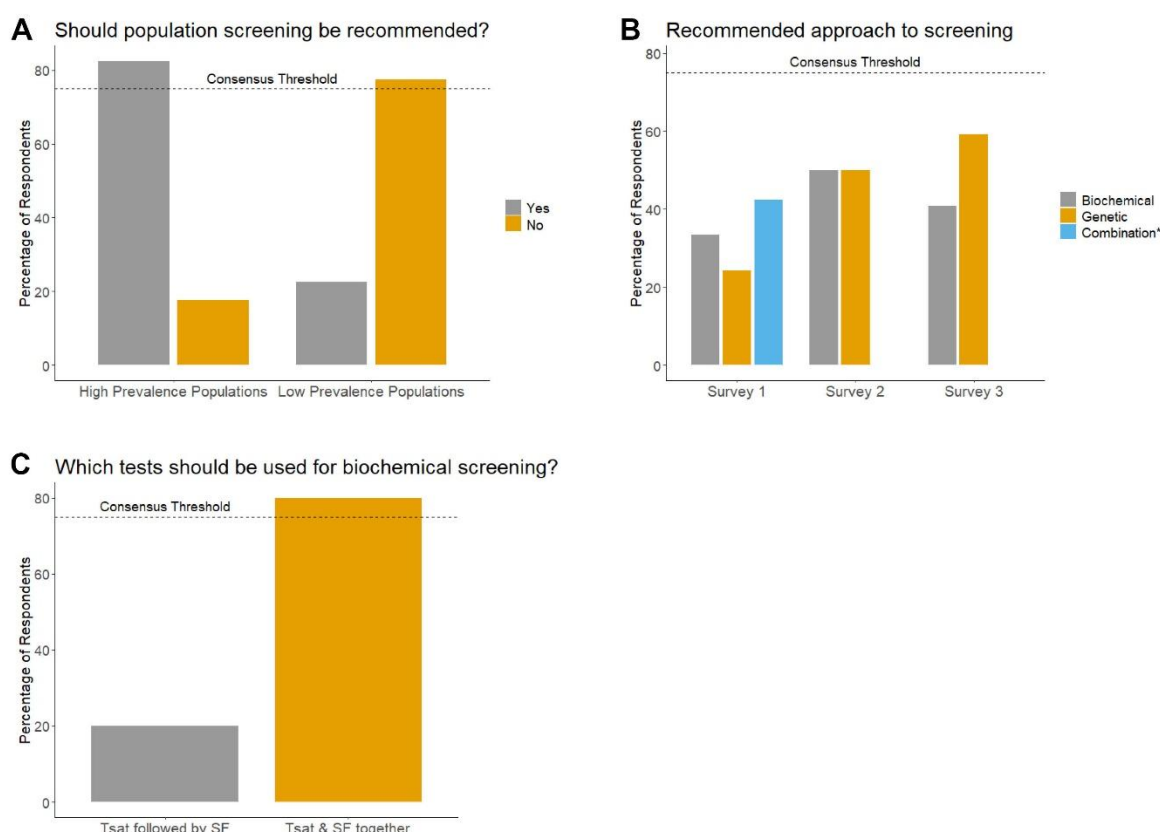 A Should population screening be recommended?
Percentage of Respondents
80
60
40
20
0
Consensus Threshold
High Prevalence Populations Low Prevalence Populations
Yes
No
B Recommended approach to screening
Percentage of Respondents
80
60
40
20
0
Consensus Threshold
Survey 1 Survey 2 Survey 3
Biochemical
Genetic
Combination*
C Which tests should be used for biochemical screening?
Percentage of Respondents
80
60
40
20
0
Consensus Threshold
Tsat followed by SF Tsat & SF together